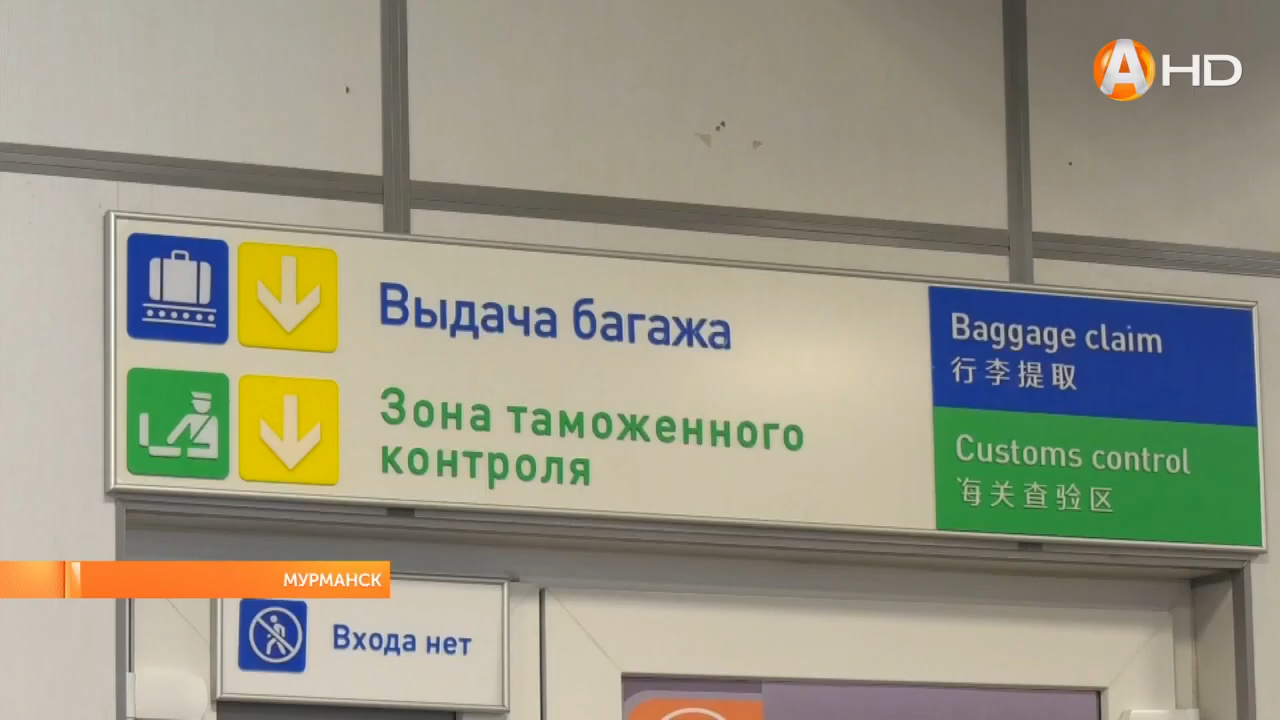 A HD
Выдача багажа
Зона таможенного
контроля
Baggage claim
行李提取
Customs control
海关查验区
МУРМАНСК
Входа нет